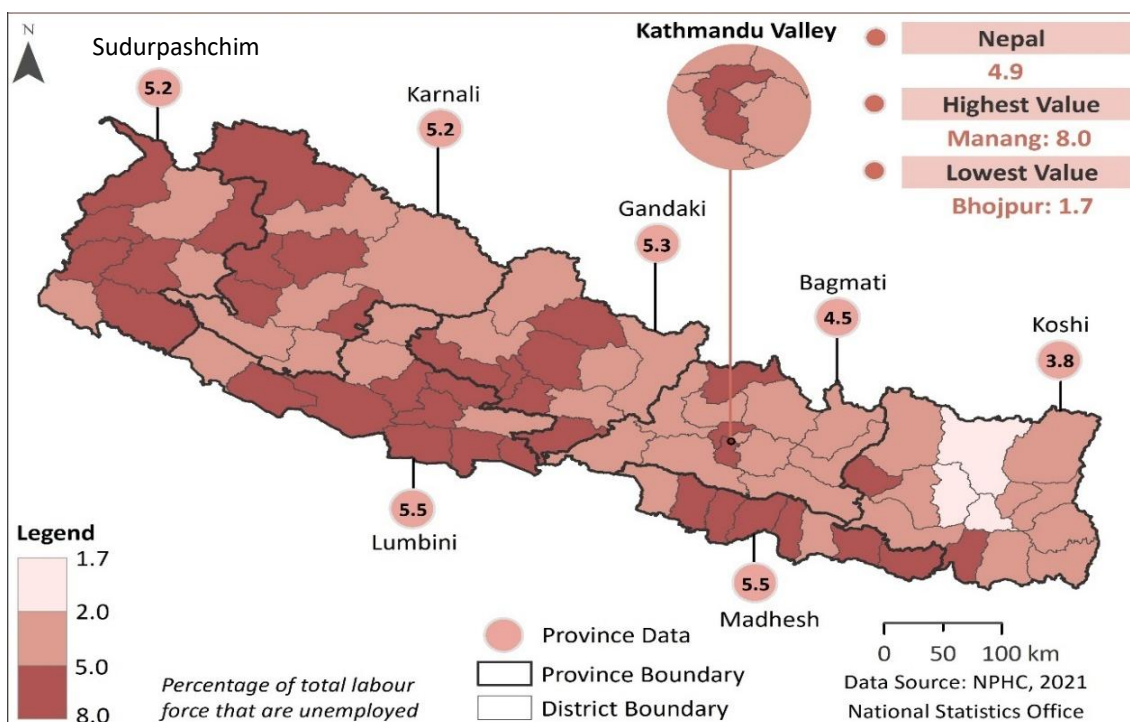 N
Sudurpashchim
5.2
Karnali
5.2
Gandaki
5.3
Kathmandu Valley
Bagmati
4.5
Koshi
3.8
Nepal
4.9
Highest Value
Manang: 8.0
Lowest Value
Bhojpur: 1.7
5.5
Lumbini
5.5
Madhesh
Legend
1.7
2.0
5.0
8.0
Percentage of total labour
force that are unemployed
Province Data
Province Boundary
District Boundary
0 50 100 km
Data Source: NPHC, 2021
National Statistics Office